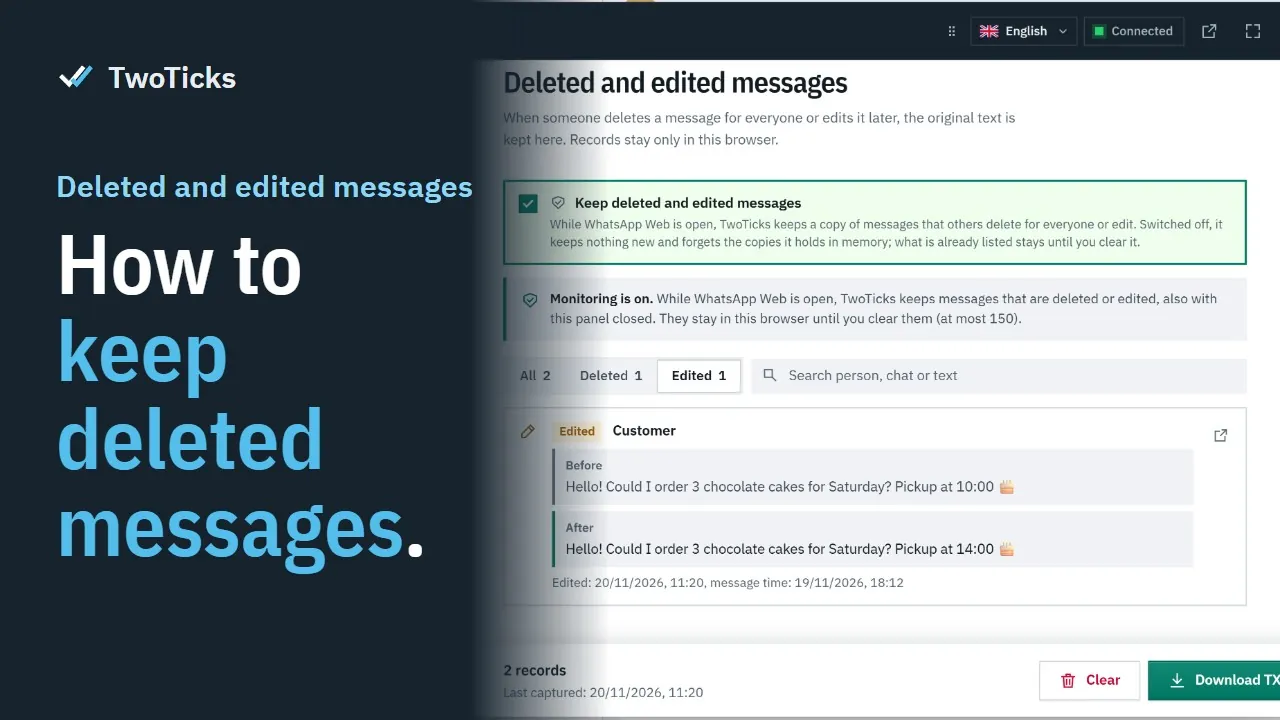 TwoTicks
Deleted and edited messages
How to
keep
deleted
messages.
English
Connected
Deleted and edited messages
When someone deletes a message for everyone or edits it later, the original text is
kept here. Records stay only in this browser.
Keep deleted and edited messages
While WhatsApp Web is open, TwoTicks keeps a copy of messages that others delete for everyone or edit. Switched off, it
keeps nothing new and forgets the copies it holds in memory; what is already listed stays until you clear it.
Monitoring is on. While WhatsApp Web is open, TwoTicks keeps messages that are deleted or edited, also with
this panel closed. They stay in this browser until you clear them (at most 150).
All 2 Deleted 1 Edited 1 Search person, chat or text
Edited Customer
Before
Hello! Could I order 3 chocolate cakes for Saturday? Pickup at 10:00 🎂
After
Hello! Could I order 3 chocolate cakes for Saturday? Pickup at 14:00 🎂
Edited: 20/11/2026, 11:20, message time: 19/11/2026, 18:12
2 records
Last captured: 20/11/2026, 11:20
Clear
Download TX